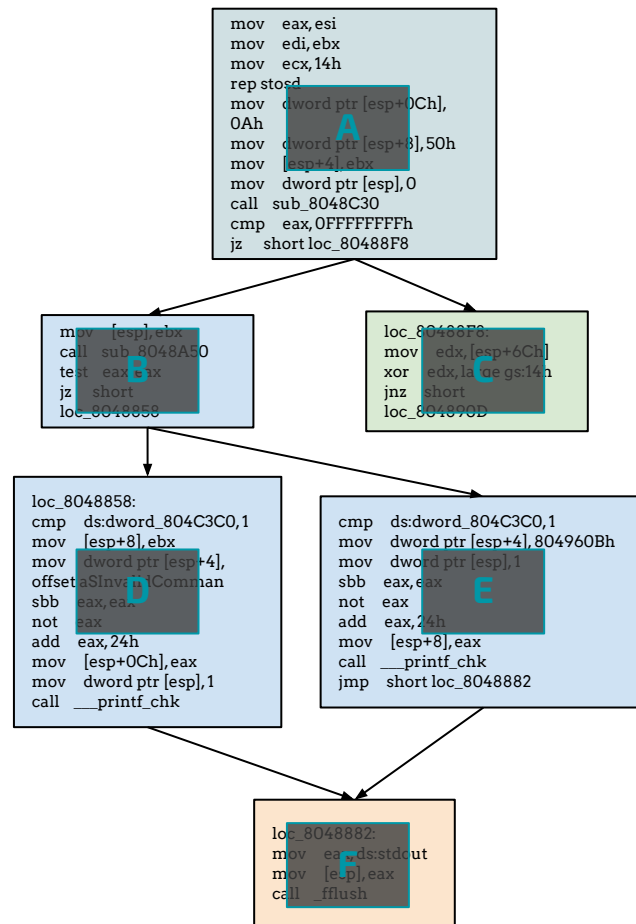 mov eax,esi
mov edi,ebx
mov ecx,14h
rep stosd
mov dword ptr [esp+0Ch],
0Ah
mov dword ptr [esp+8],50h
mov [esp+4],ebx
mov dword ptr [esp],0
call sub_8048C30
cmp eax,0FFFFFFFFh
jz short loc_80488F8
A
mov [esp],ebx
call sub_8048A50
test eax,eax
jz short
loc_8048858
B
loc_80488F8:
mov edx,[esp+6Ch]
xor edx,large gs:14h
jnz short
loc_804890D
C
loc_8048858:
cmp ds:dword_804C3C0,1
mov [esp+8],ebx
mov dword ptr [esp+4],
offset aSInvalidComman
sbb eax,eax
not eax
add eax,24h
mov [esp+0Ch],eax
mov dword ptr [esp],1
call ___printf_chk
D
cmp ds:dword_804C3C0,1
mov dword ptr [esp+4],804960Bh
mov dword ptr [esp],1
sbb eax,eax
not eax
add eax,24h
mov [esp+8],eax
call ___printf_chk
jmp short loc_8048882
E
loc_8048882:
mov eax,ds:stdout
mov [esp],eax
call _fflush
F